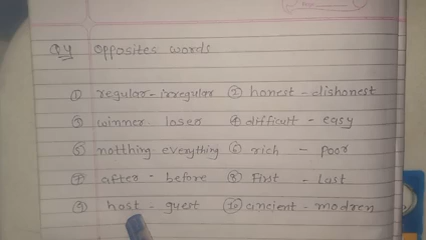 Q4 Opposites words
① regular - irregular ② honest - dishonest
③ winner loser ④ difficult - easy
⑤ notthing everything ⑥ rich - poor
⑦ after - before ⑧ First - Last
⑨ host - guest ⑩ ancient - modren